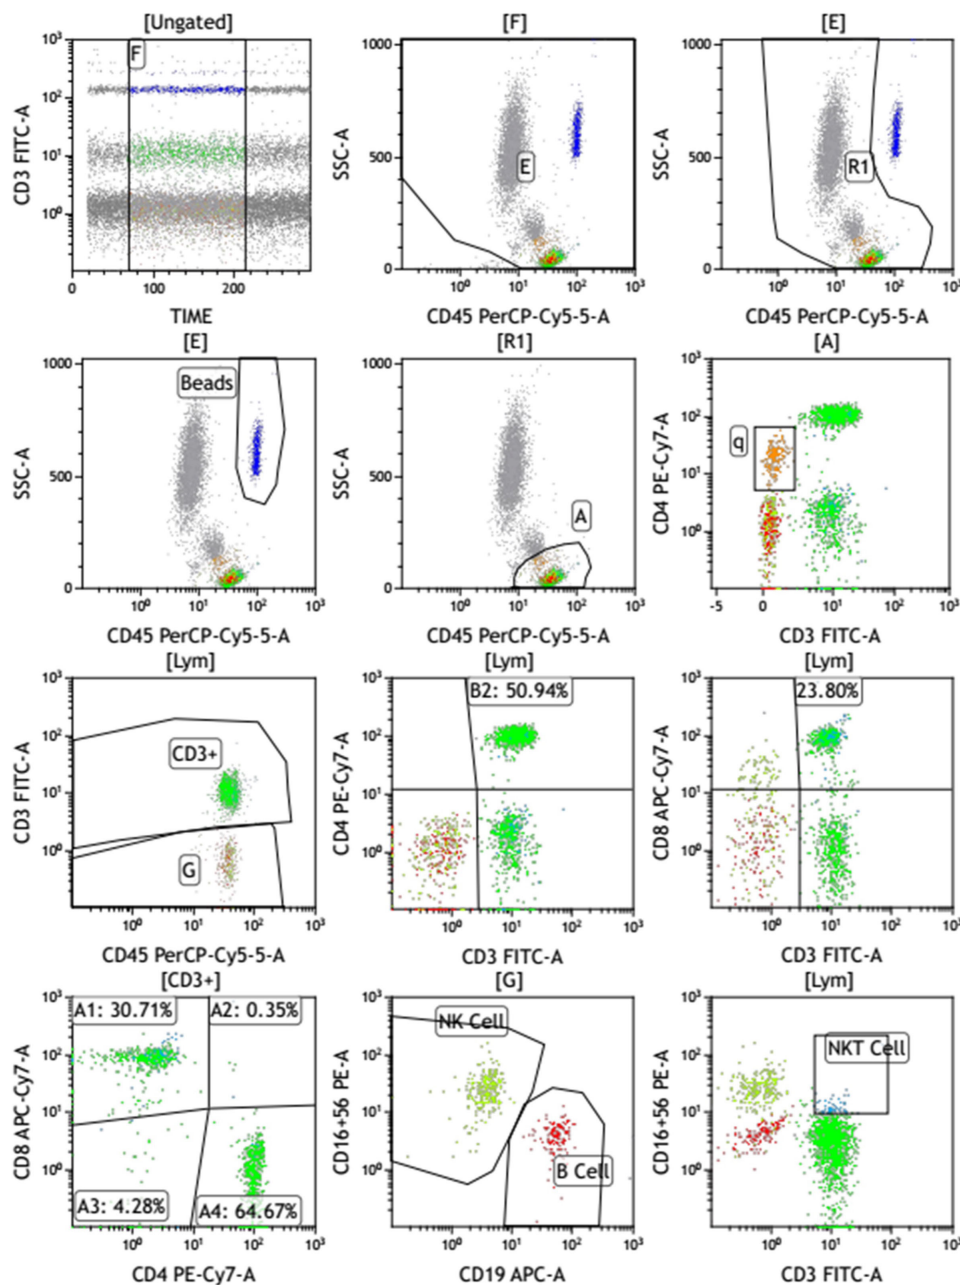 [Ungated]
10³
F
10²
10¹
10⁰
CD3 FITC-A
0
100
200
TIME
[F]
1000
500
0
SSC-A
E
10⁰
10¹
10²
10³
CD45 PerCP-Cy5-5-A
[E]
1000
500
0
SSC-A
R1
10⁰
10¹
10²
10³
CD45 PerCP-Cy5-5-A
[E]
1000
500
0
SSC-A
Beads
10⁰
10¹
10²
10³
CD45 PerCP-Cy5-5-A
[R1]
1000
500
0
SSC-A
A
10⁰
10¹
10²
10³
CD45 PerCP-Cy5-5-A
[A]
10³
10²
10¹
10⁰
CD4 PE-Cy7-A
q
-5
0
10¹
10²
10³
CD3 FITC-A
[Lym]
10³
10²
10¹
10⁰
CD3 FITC-A
CD3+
G
10⁰
10¹
10²
10³
CD45 PerCP-Cy5-5-A
[Lym]
B2: 50.94%
10³
10²
10¹
10⁰
CD4 PE-Cy7-A
10⁰
10¹
10²
10³
CD3 FITC-A
[Lym]
23.80%
10³
10²
10¹
10⁰
CD8 APC-Cy7-A
10⁰
10¹
10²
10³
CD3 FITC-A
[CD3+]
A1: 30.71%
A2: 0.35%
10³
10²
10¹
10⁰
CD8 APC-Cy7-A
A3: 4.28%
A4: 64.67%
10⁰
10¹
10²
10³
CD4 PE-Cy7-A
[G]
NK Cell
10³
10²
10¹
10⁰
CD16+56 PE-A
B Cell
10⁰
10¹
10²
10³
CD19 APC-A
[Lym]
NKT Cell
10³
10²
10¹
10⁰
CD16+56 PE-A
10⁰
10¹
10²
10³
CD3 FITC-A